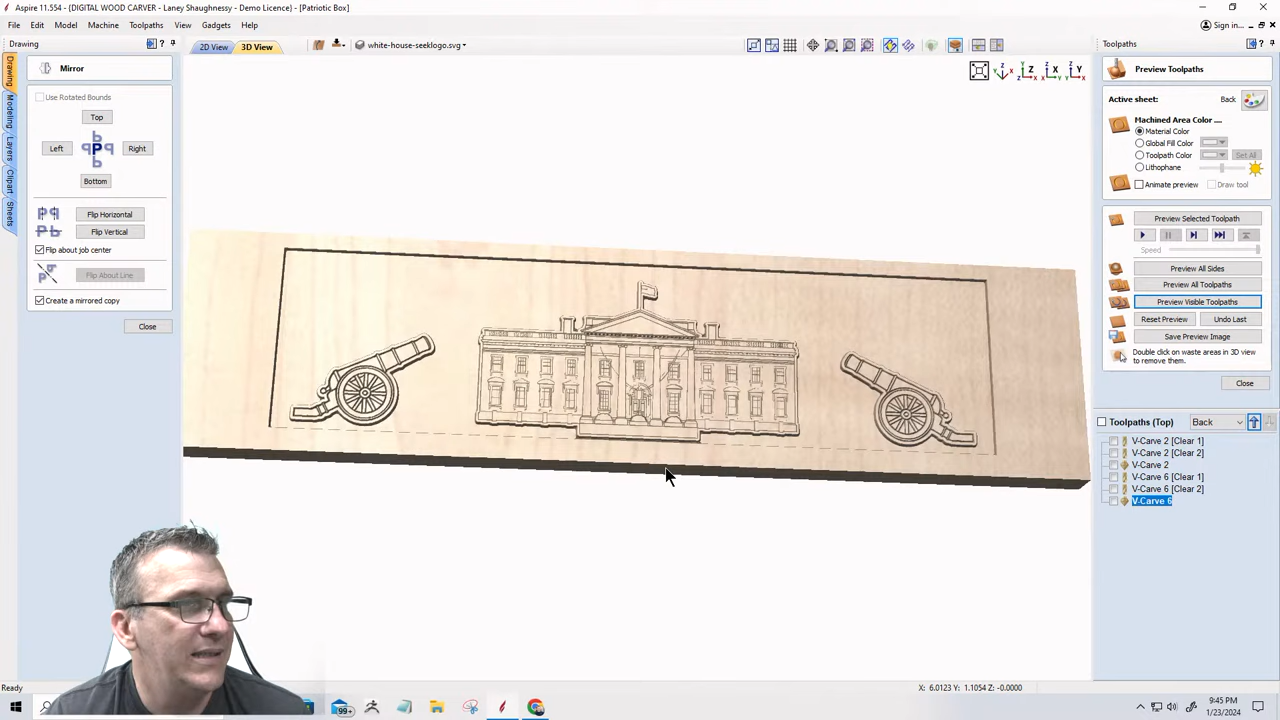 Aspire 11.554 - (DIGITAL WOOD CARVER - Laney Shaughnessy - Demo Licence) - [Patriotic Box]
File Edit Model Machine Toolpaths View Gadgets Help
Sign in...
Drawing
2D View 3D View
white-house-seeklogo.svg
Z X Y
Toolpaths
Drawing
Modeling
Layers
Clipart
Sheets
Mirror
Use Rotated Bounds
Top
Left Right
Bottom
Flip Horizontal
Flip Vertical
Flip about job center
Flip About Line
Create a mirrored copy
Close
Preview Toolpaths
Active sheet: Back
Machined Area Color ....
Material Color
Global Fill Color
Toolpath Color Set All
Lithophane
Animate preview Draw tool
Preview Selected Toolpath
Speed
Preview All Sides
Preview All Toolpaths
Preview Visible Toolpaths
Reset Preview Undo Last
Save Preview Image
Double click on waste areas in 3D view
to remove them.
Close
Toolpaths (Top) Back
V-Carve 2 [Clear 1]
V-Carve 2 [Clear 2]
V-Carve 2
V-Carve 6 [Clear 1]
V-Carve 6 [Clear 2]
V-Carve 6
Ready
X: 6.0123 Y: 1.1054 Z: -0.0000
99+
9:45 PM
1/23/2024